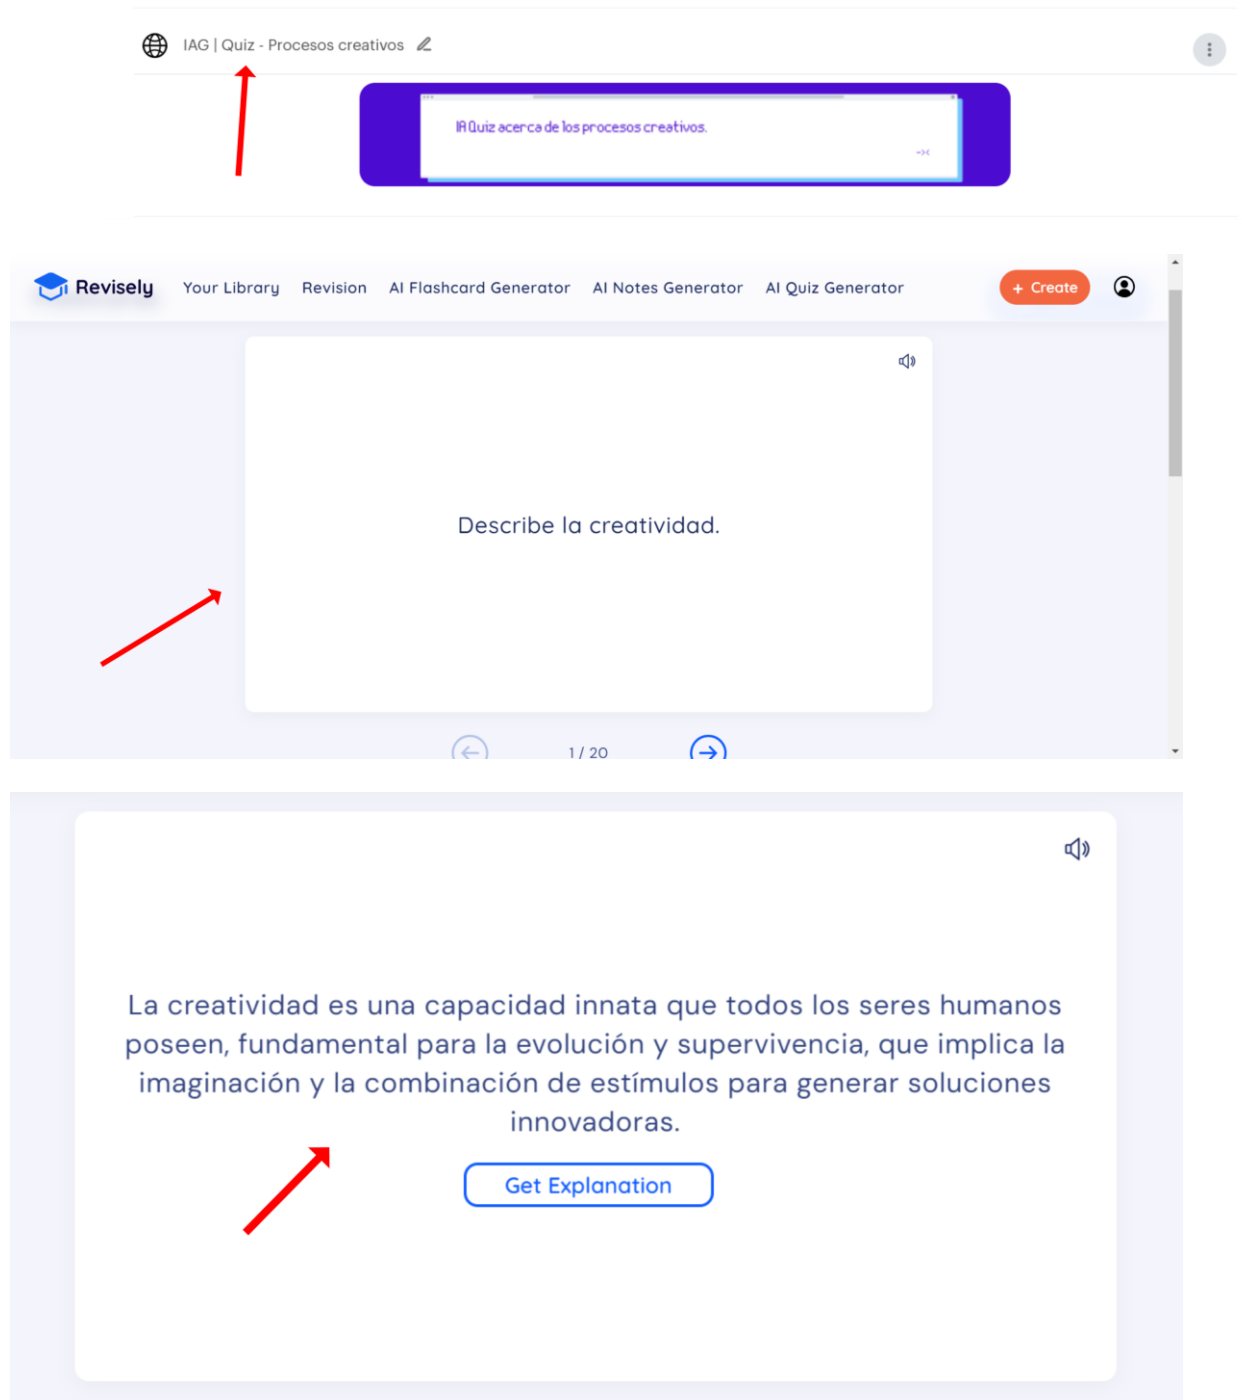 IAG | Quiz - Procesos creativos
IA Quiz acerca de los procesos creativos.
Revisely Your Library Revision AI Flashcard Generator AI Notes Generator AI Quiz Generator + Create
Describe la creatividad.
1 / 20
La creatividad es una capacidad innata que todos los seres humanos
poseen, fundamental para la evolución y supervivencia, que implica la
imaginación y la combinación de estímulos para generar soluciones
innovadoras.
Get Explanation